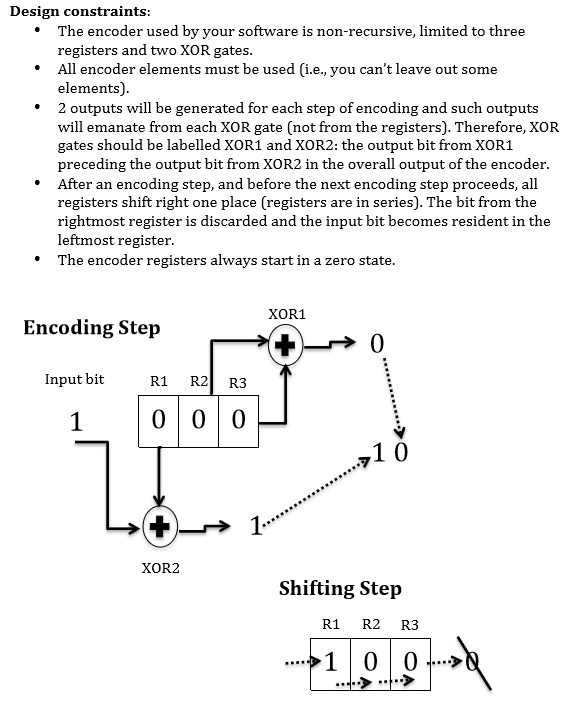 Design constraints:
• The encoder used by your software is non-recursive, limited to three
registers and two XOR gates.
• All encoder elements must be used (i.e., you can't leave out some
elements).
• 2 outputs will be generated for each step of encoding and such outputs
will emanate from each XOR gate (not from the registers). Therefore, XOR
gates should be labelled XOR1 and XOR2: the output bit from XOR1
preceding the output bit from XOR2 in the overall output of the encoder.
• After an encoding step, and before the next encoding step proceeds, all
registers shift right one place (registers are in series). The bit from the
rightmost register is discarded and the input bit becomes resident in the
leftmost register.
• The encoder registers always start in a zero state.
XOR1
Encoding Step
0
Input bit R1 R2 R3
1 0 0 0
1 0
1
XOR2
Shifting Step
R1 R2 R3
1 0 0 0